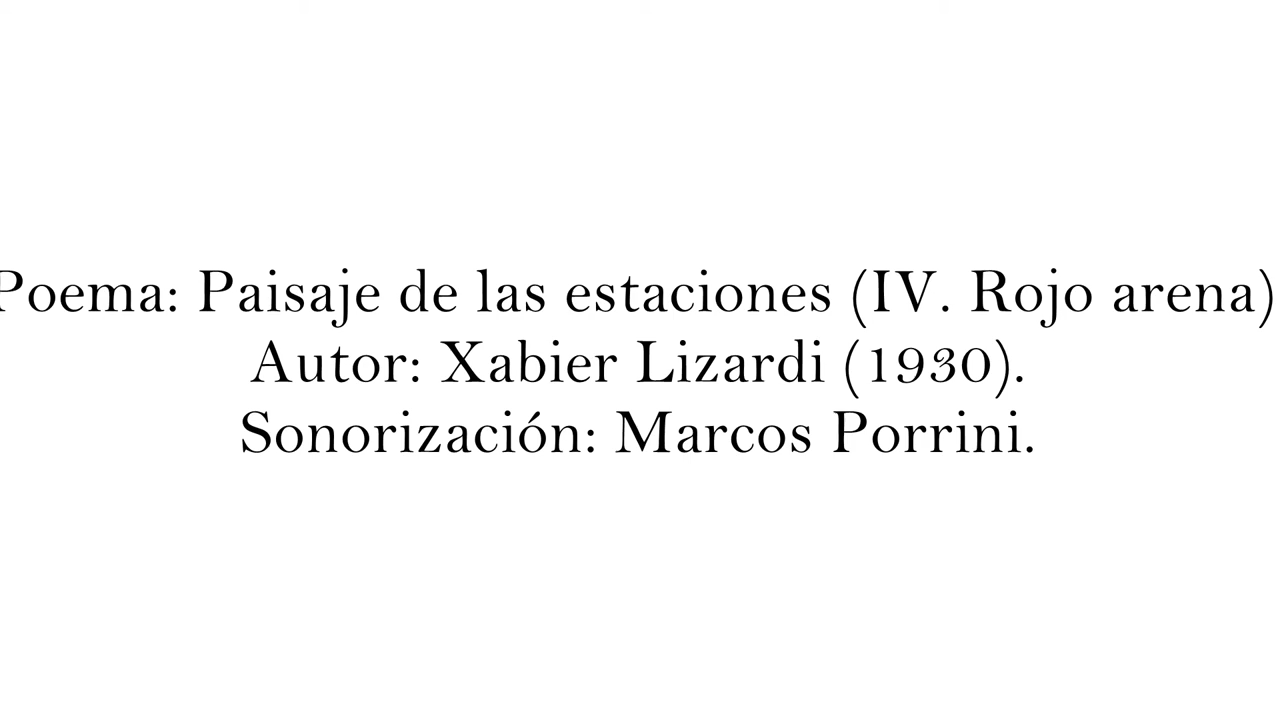 Poema: Paisaje de las estaciones (IV. Rojo arena)
Autor: Xabier Lizardi (1930).
Sonorización: Marcos Porrini.